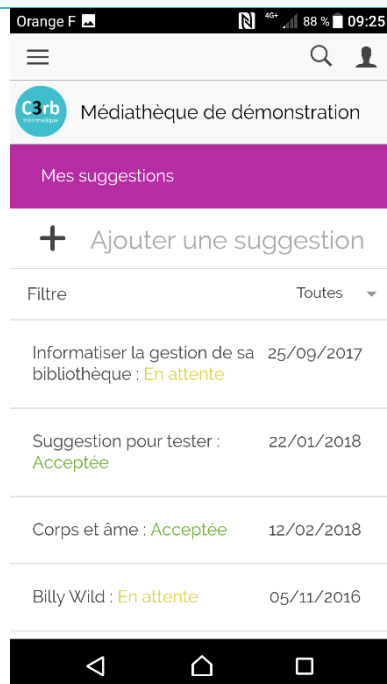 Orange F 4G+ 88 % 09:25
C3rb
Informatique
Médiathèque de démonstration
Mes suggestions
Ajouter une suggestion
Filtre Toutes
Informatiser la gestion de sa 25/09/2017
bibliothèque : En attente
Suggestion pour tester : 22/01/2018
Acceptée
Corps et âme : Acceptée 12/02/2018
Billy Wild : En attente 05/11/2016